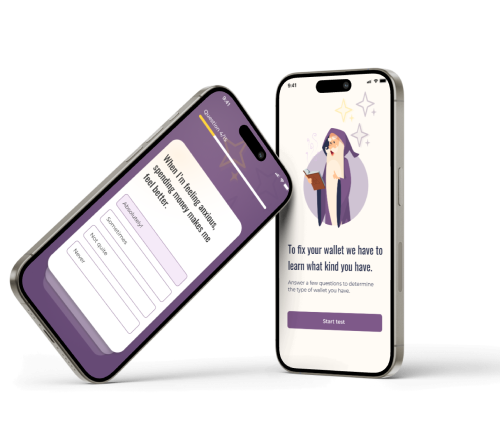 9:41
Question 4/16
When I'm feeling anxious,
spending money makes me
feel better.
Absolutely!
Sometimes
Not quite
Never
9:41
To fix your wallet we have to
learn what kind you have.
Answer a few questions to determine
the type of wallet you have.
Start test